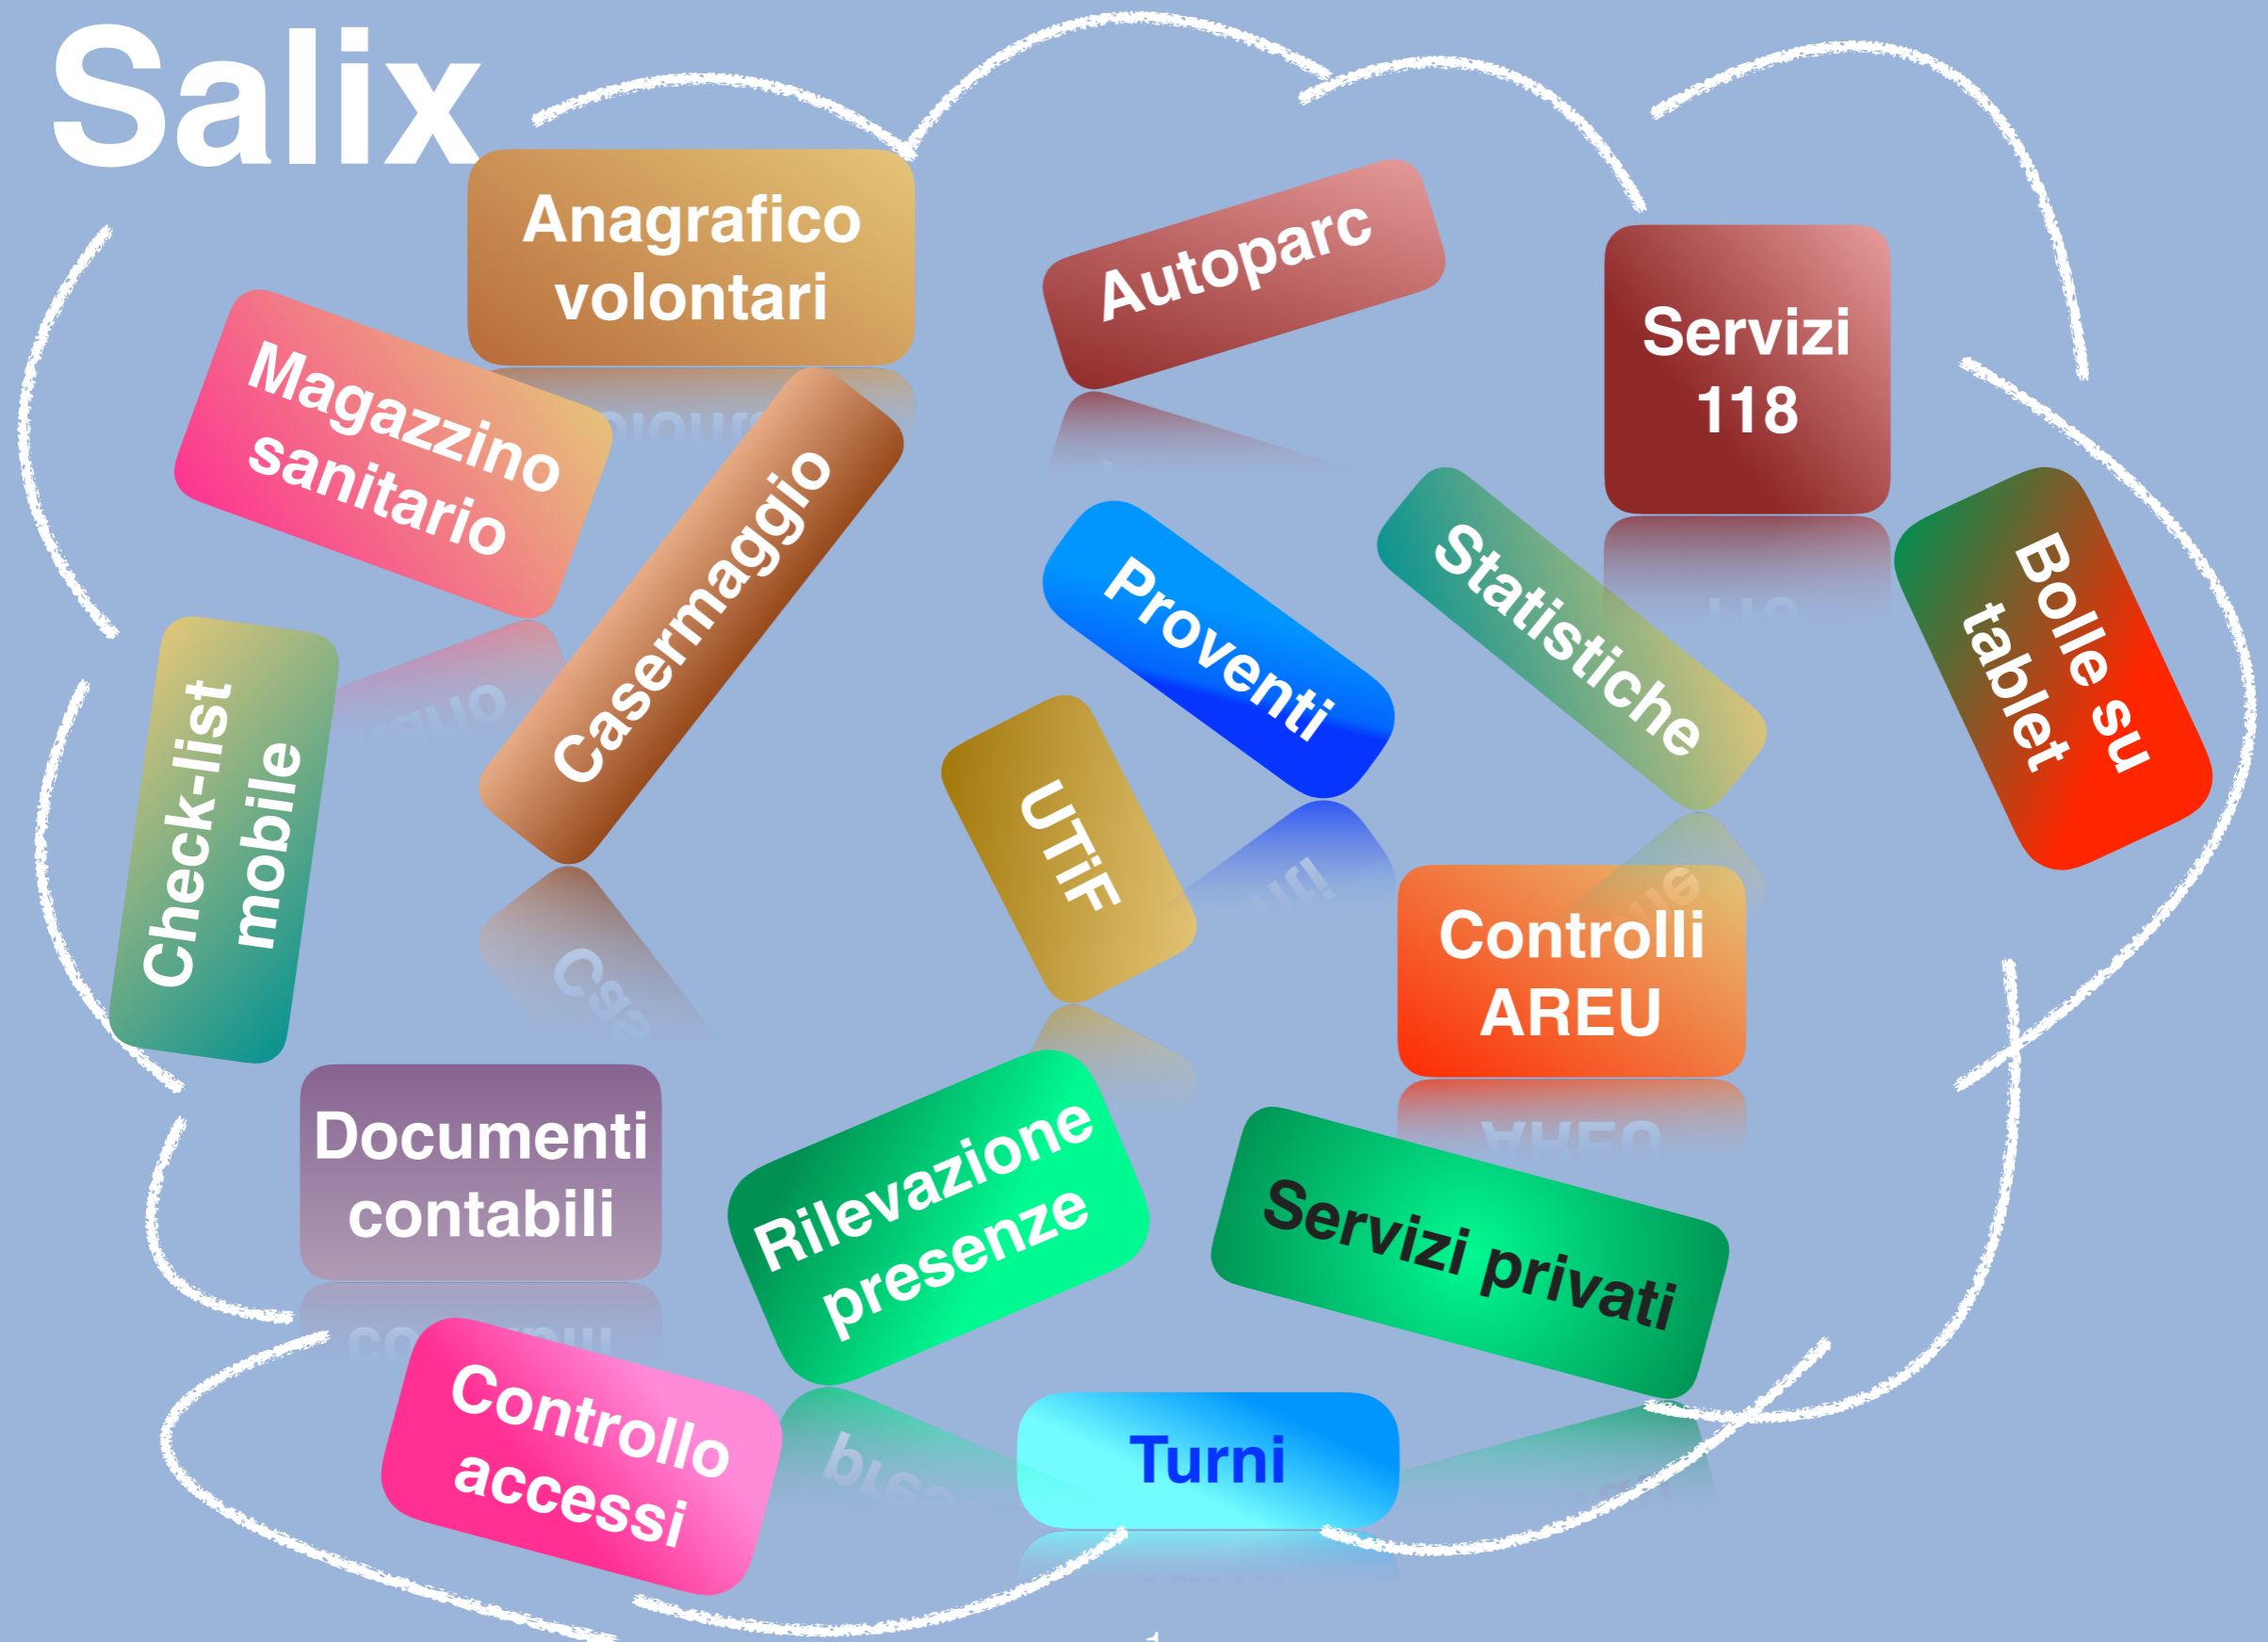 Salix
Anagrafico
volontari
Autoparc
Servizi
118
Magazzino
sanitario
Casermaggio
Proventi
Statistiche
Bolle su
tablet
Check-list
mobile
UTiF
Controlli
AREU
Documenti
contabili
Rilevazione
presenze
Servizi privati
Controllo
accessi
Turni